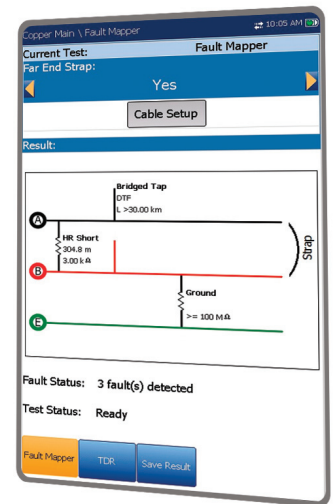 Copper Main \ Fault Mapper
10:05 AM
Current Test:
Fault Mapper
Far End Strap:
Yes
Cable Setup
Result:
Bridged Tap
DTF
L >30.00 km
A
HR Short
304.8 m
3.00 kΩ
B
Strap
Ground
>= 100 MΩ
E
Fault Status: 3 fault(s) detected
Test Status: Ready
Fault Mapper
TDR
Save Result